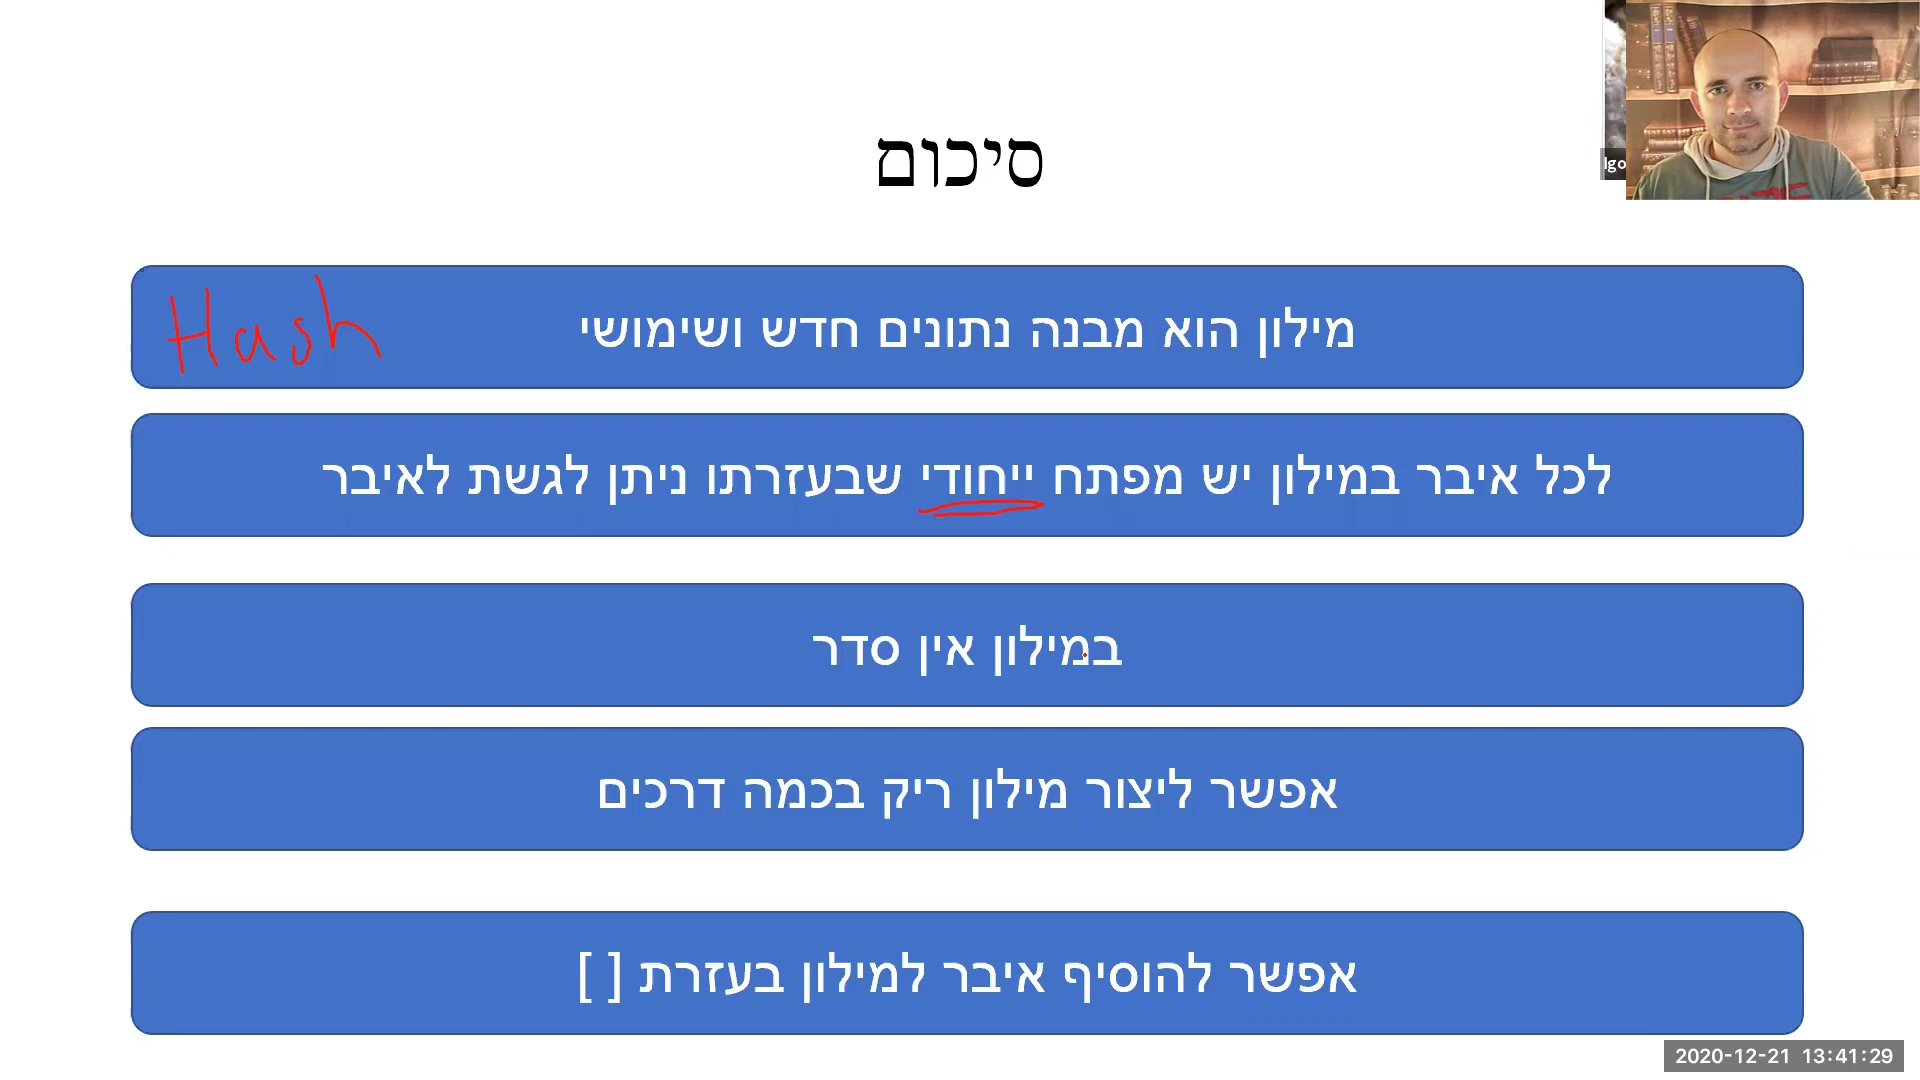 סיכום
מילון הוא מבנה נתונים חדש ושימושי
Hash
לכל איבר במילון יש מפתח ייחודי שבעזרתו ניתן לגשת לאיבר
במילון אין סדר
אפשר ליצור מילון ריק בכמה דרכים
אפשר להוסיף איבר למילון בעזרת [ ]
2020-12-21 13:41:29